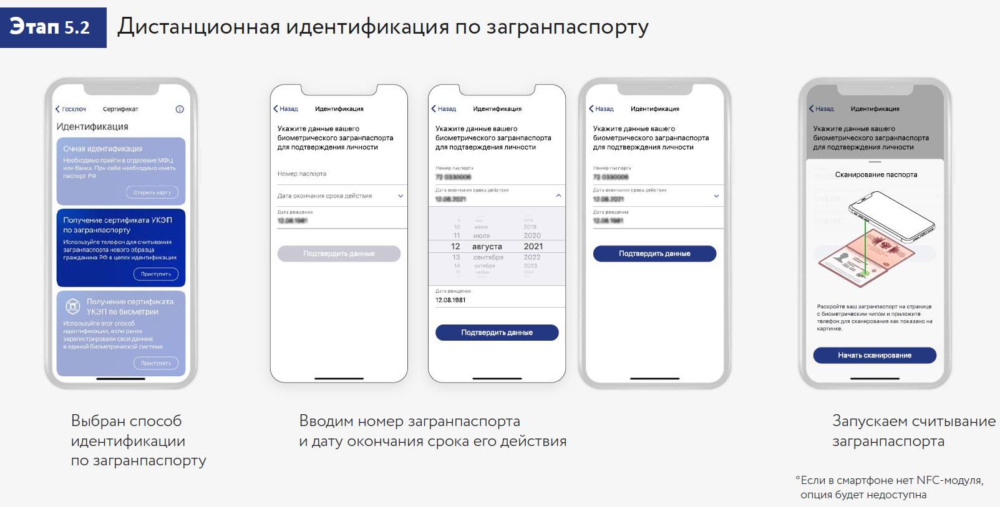 Этап 5.2
Дистанционная идентификация по загранпаспорту
Госключ
Сертификат
Идентификация
Очная идентификация
Необходимо прийти в отделение МФЦ
или банка. При себе необходимо иметь
паспорт РФ
Открыть карту
Получение сертификата УКЭП
по загранпаспорту
Используйте телефон для считывания
загранпаспорта нового образца
гражданина РФ в целях идентификации
Приступить
Получение сертификата
УКЭП по биометрии
Используйте этот способ
идентификации, если ранее
зарегистрировали свои данные
в единой биометрической системе
Приступить
Выбран способ
идентификации
по загранпаспорту
Назад
Идентификация
Укажите данные вашего
биометрического загранпаспорта
для подтверждения личности
Номер паспорта
Дата окончания срока действия
Дата рождения
12.08.1981
Подтвердить данные
Назад
Идентификация
Укажите данные вашего
биометрического загранпаспорта
для подтверждения личности
Номер паспорта
72 0330006
Дата окончания срока действия
12.08.2021
9 мая 2018
10 июня 2019
11 июля 2020
12 августа 2021
13 сентября 2022
14 октября 2023
15 ноября 2024
Дата рождения
12.08.1981
Подтвердить данные
Назад
Идентификация
Укажите данные вашего
биометрического загранпаспорта
для подтверждения личности
Номер паспорта
72 0330006
Дата окончания срока действия
12.08.2021
Дата рождения
12.08.1981
Подтвердить данные
Вводим номер загранпаспорта
и дату окончания срока его действия
Назад
Идентификация
Укажите данные вашего
биометрического загранпаспорта
для подтверждения личности
Сканирование паспорта
Раскройте ваш загранпаспорт на странице
с биометрическим чипом и приложите
телефон для сканирования как показано на
картинке.
Начать сканирование
Запускаем считывание
загранпаспорта
*Если в смартфоне нет NFC-модуля,
опция будет недоступна